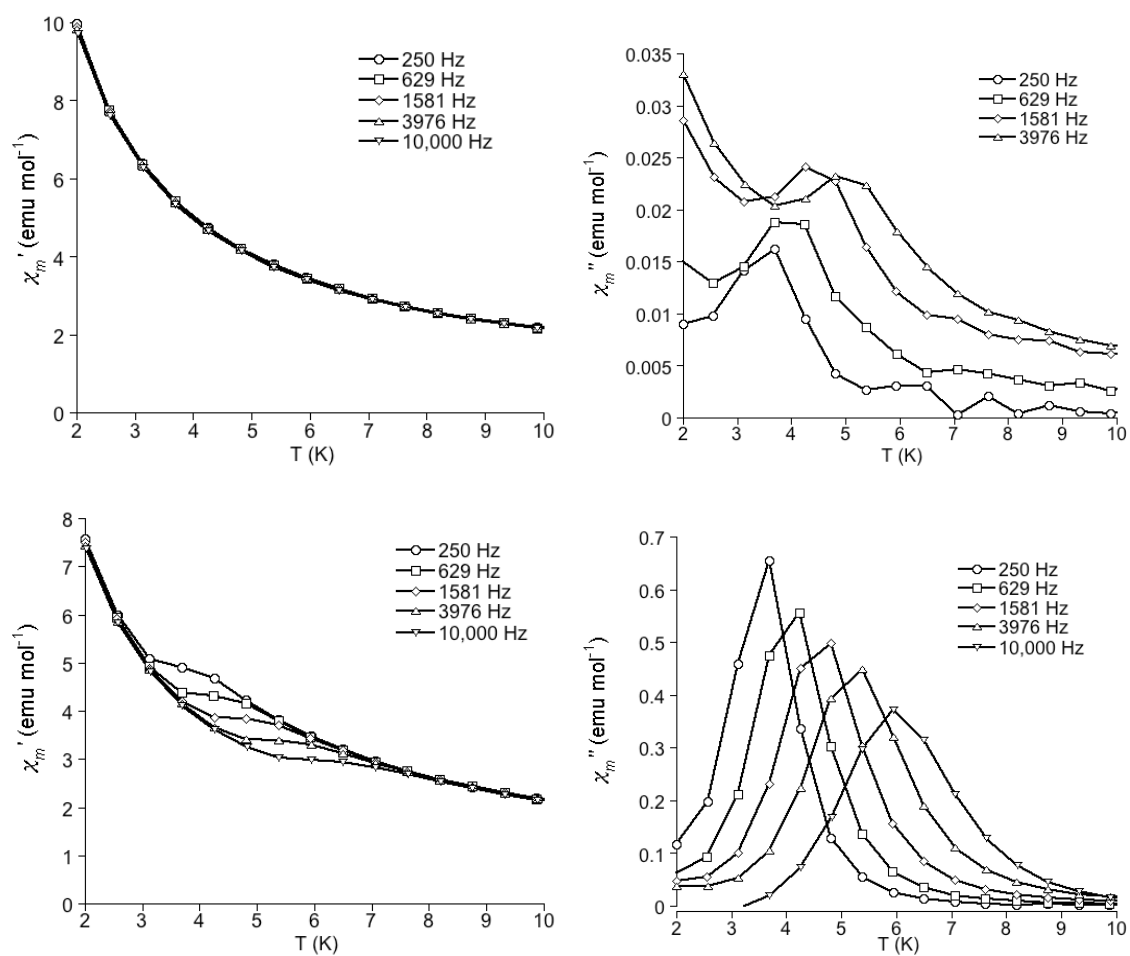 10
8
6
4
2
0
χm' (emu mol-1)
250 Hz
629 Hz
1581 Hz
3976 Hz
10,000 Hz
2 3 4 5 6 7 8 9 10
T (K)
0.035
0.03
0.025
0.02
0.015
0.01
0.005
0
χm'' (emu mol-1)
250 Hz
629 Hz
1581 Hz
3976 Hz
2 3 4 5 6 7 8 9 10
T (K)
8
7
6
5
4
3
2
1
0
χm' (emu mol-1)
250 Hz
629 Hz
1581 Hz
3976 Hz
10,000 Hz
2 3 4 5 6 7 8 9 10
T (K)
0.7
0.6
0.5
0.4
0.3
0.2
0.1
0
χm'' (emu mol-1)
250 Hz
629 Hz
1581 Hz
3976 Hz
10,000 Hz
2 3 4 5 6 7 8 9 10
T (K)